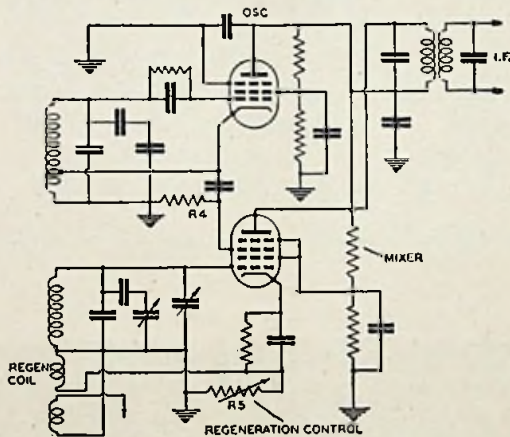 OSC
I.F.
R4
MIXER
REGEN.
COIL
R5
REGENERATION CONTROL